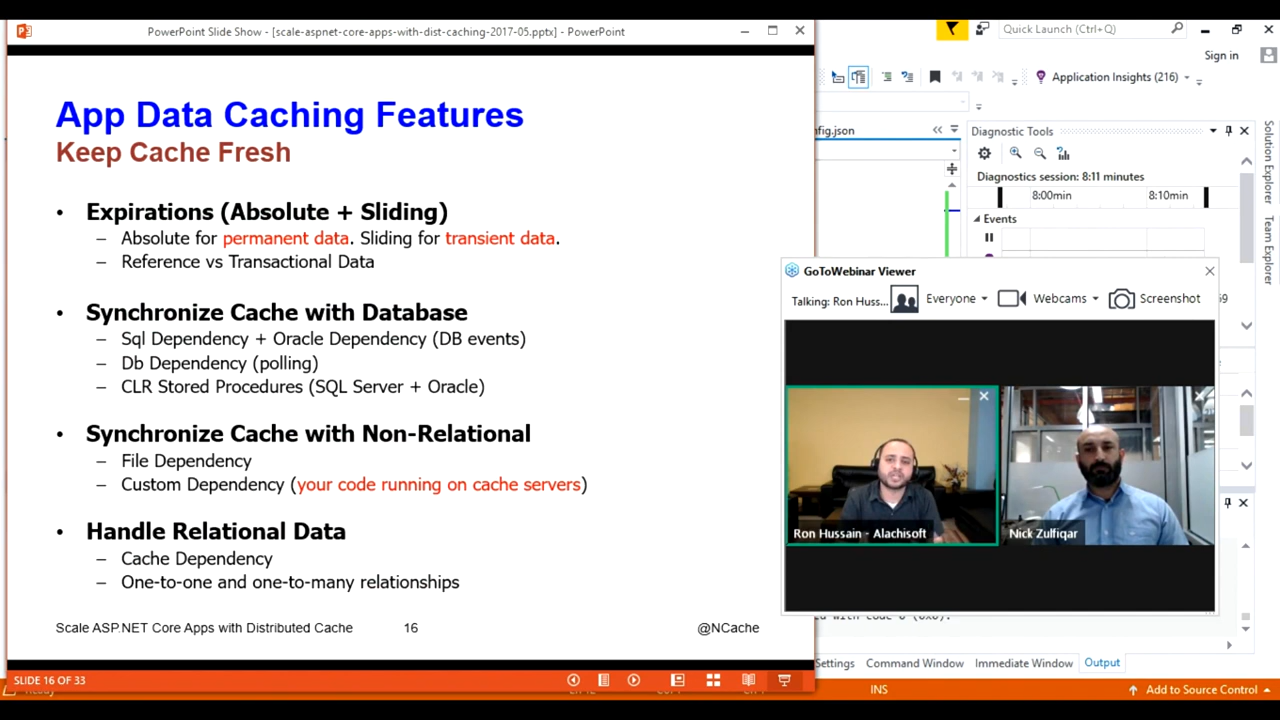 PowerPoint Slide Show - [scale-aspnet-core-apps-with-dist-caching-2017-05.pptx] - PowerPoint
Quick Launch (Ctrl+Q)
Sign in
Application Insights (216)
App Data Caching Features
Keep Cache Fresh
• Expirations (Absolute + Sliding)
– Absolute for permanent data. Sliding for transient data.
– Reference vs Transactional Data
• Synchronize Cache with Database
– Sql Dependency + Oracle Dependency (DB events)
– Db Dependency (polling)
– CLR Stored Procedures (SQL Server + Oracle)
• Synchronize Cache with Non-Relational
– File Dependency
– Custom Dependency (your code running on cache servers)
• Handle Relational Data
– Cache Dependency
– One-to-one and one-to-many relationships
Scale ASP.NET Core Apps with Distributed Cache 16 @NCache
SLIDE 16 OF 33
nfig.json
Diagnostic Tools
Diagnostics session: 8:11 minutes
8:00min 8:10min
Events
Solution Explorer
Team Explorer
GoToWebinar Viewer
Talking: Ron Huss... Everyone Webcams Screenshot
69
Ron Hussain - Alachisoft
Nick Zulfiqar
Settings Command Window Immediate Window Output
INS
Add to Source Control